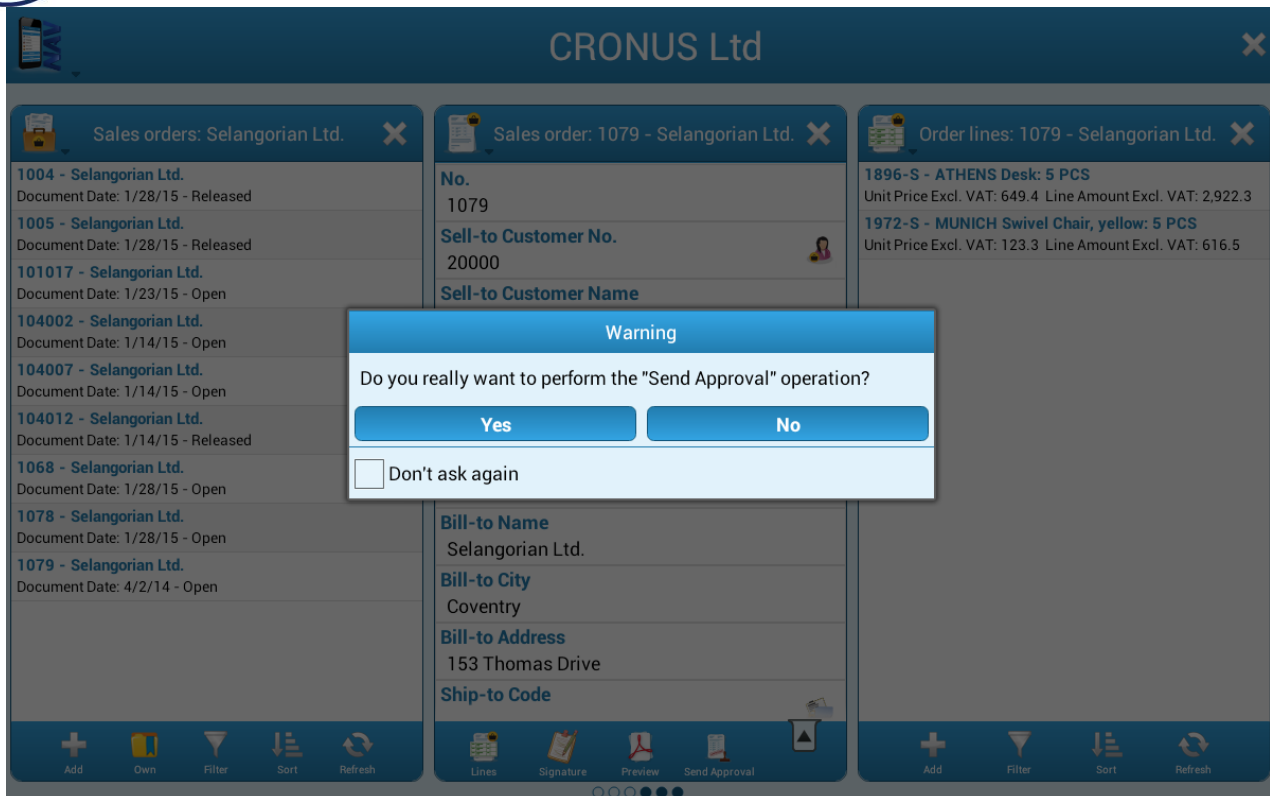 NAV
CRONUS Ltd
Sales orders: Selangorian Ltd.
1004 - Selangorian Ltd.
Document Date: 1/28/15 - Released
1005 - Selangorian Ltd.
Document Date: 1/28/15 - Released
101017 - Selangorian Ltd.
Document Date: 1/23/15 - Open
104002 - Selangorian Ltd.
Document Date: 1/14/15 - Open
104007 - Selangorian Ltd.
Document Date: 1/14/15 - Open
104012 - Selangorian Ltd.
Document Date: 1/14/15 - Released
1068 - Selangorian Ltd.
Document Date: 1/28/15 - Open
1078 - Selangorian Ltd.
Document Date: 1/28/15 - Open
1079 - Selangorian Ltd.
Document Date: 4/2/14 - Open
Add Own Filter Sort Refresh
Sales order: 1079 - Selangorian Ltd.
No.
1079
Sell-to Customer No.
20000
Sell-to Customer Name
Warning
Do you really want to perform the "Send Approval" operation?
Yes No
Don't ask again
Bill-to Name
Selangorian Ltd.
Bill-to City
Coventry
Bill-to Address
153 Thomas Drive
Ship-to Code
Lines Signature Preview Send Approval
Order lines: 1079 - Selangorian Ltd.
1896-S - ATHENS Desk: 5 PCS
Unit Price Excl. VAT: 649.4 Line Amount Excl. VAT: 2,922.3
1972-S - MUNICH Swivel Chair, yellow: 5 PCS
Unit Price Excl. VAT: 123.3 Line Amount Excl. VAT: 616.5
Add Filter Sort Refresh